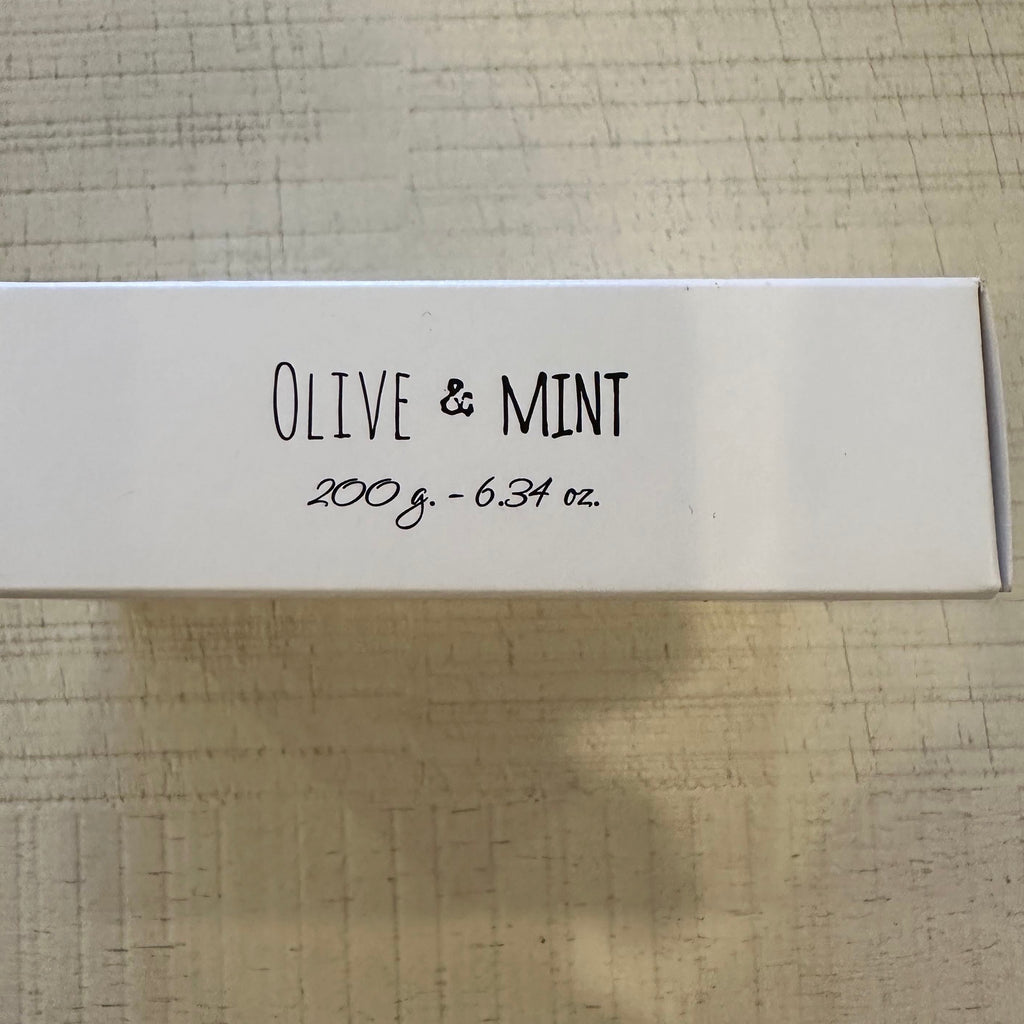 OLIVE & MINT
200 g. - 6.34 oz.